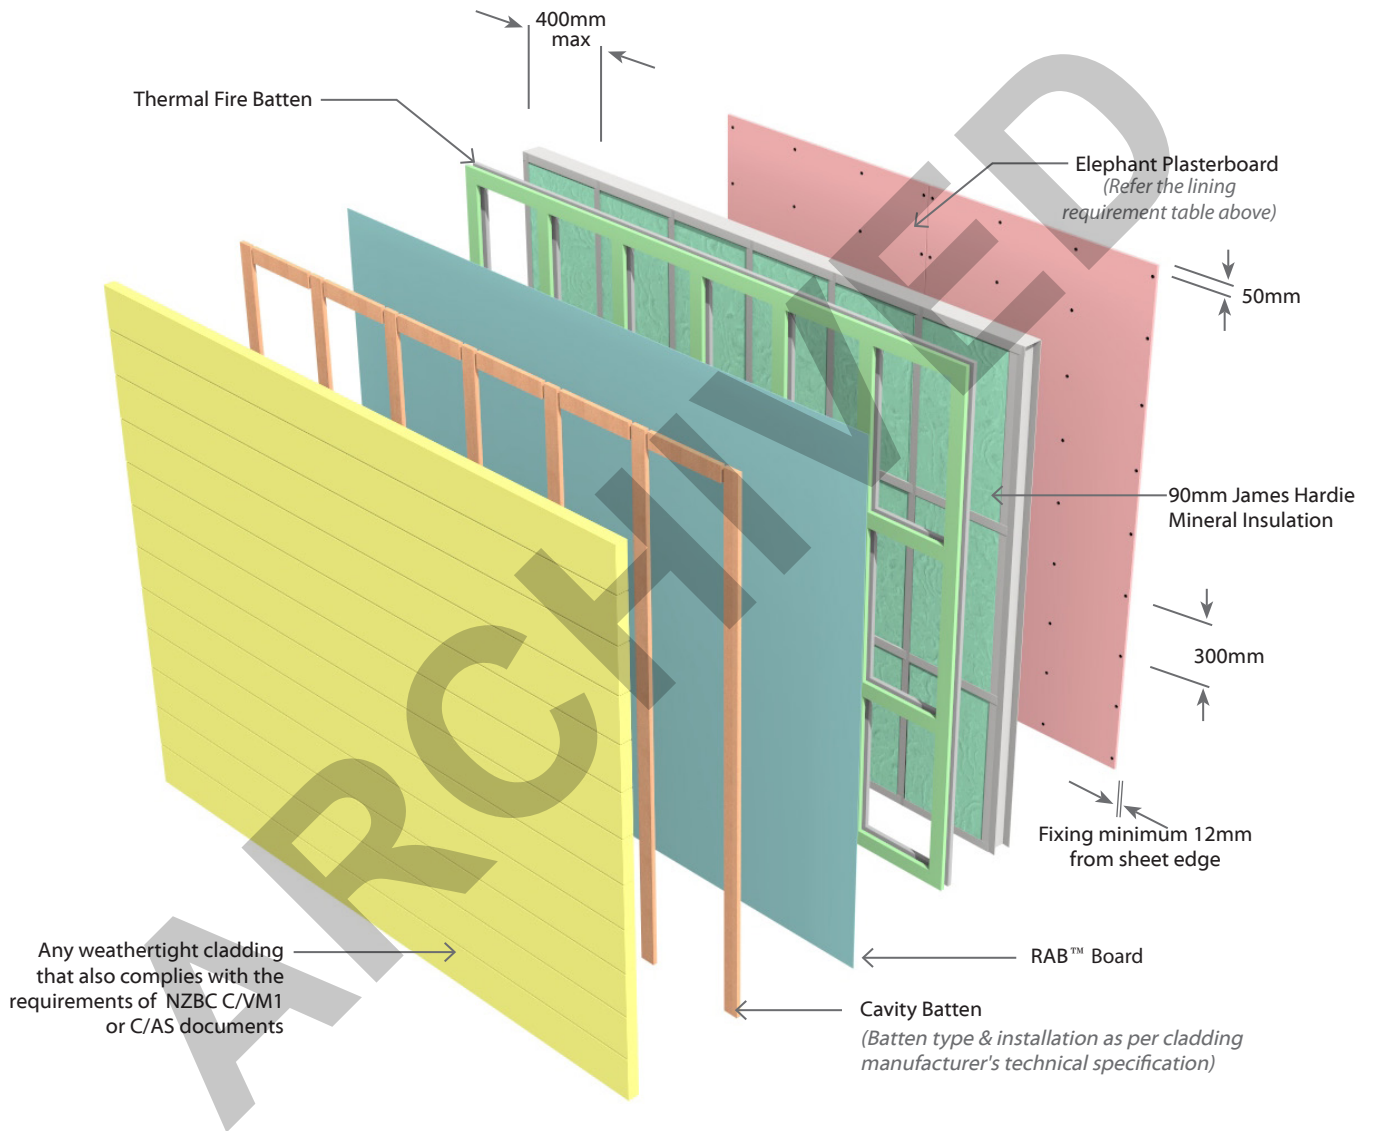 400mm
max
Thermal Fire Batten
Elephant Plasterboard
(Refer the lining
requirement table above)
50mm
90mm James Hardie
Mineral Insulation
300mm
Fixing minimum 12mm
from sheet edge
ARCHIVED
Any weathertight cladding
that also complies with the
requirements of NZBC C/VM1
or C/AS documents
RAB™ Board
Cavity Batten
(Batten type & installation as per cladding
manufacturer's technical specification)